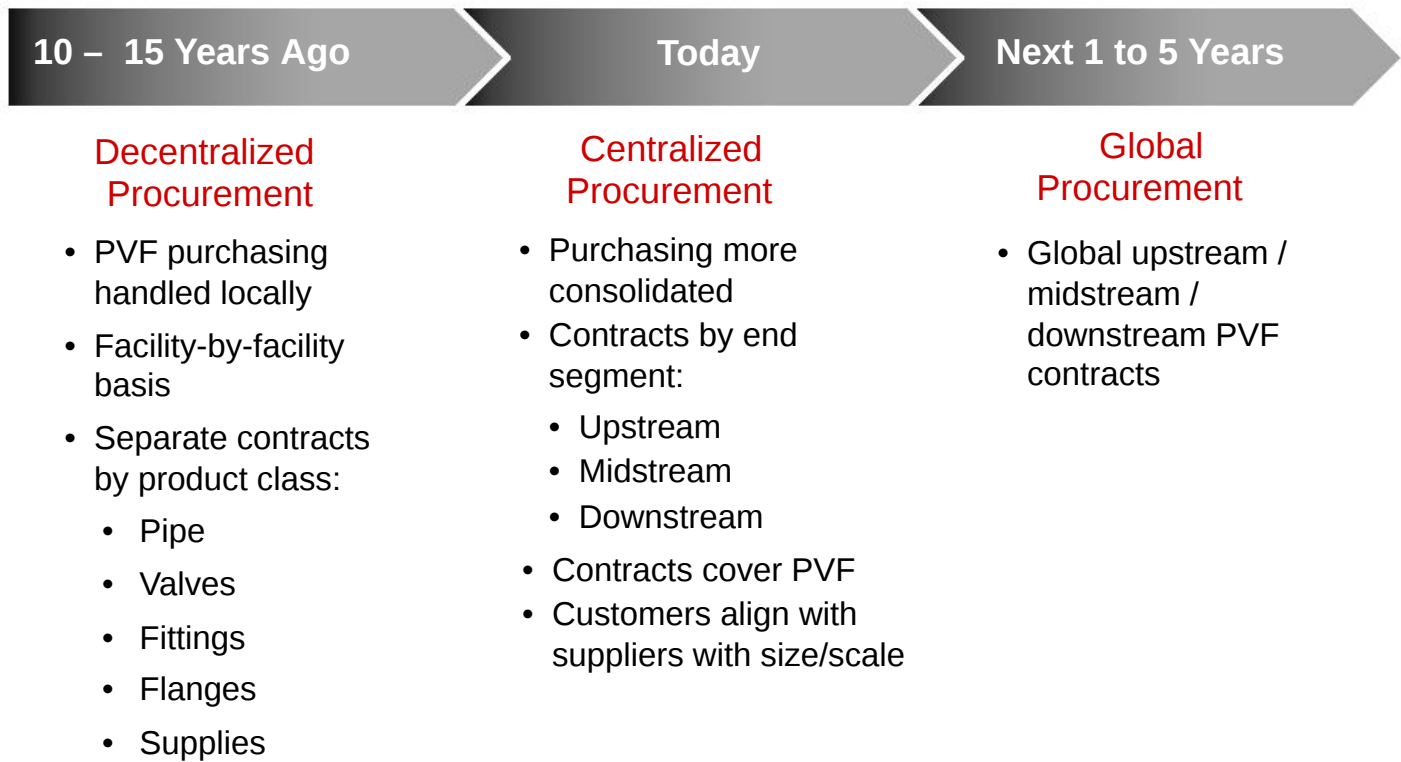 10 – 15 Years Ago
Today
Next 1 to 5 Years
Decentralized
Procurement
• PVF purchasing
handled locally
• Facility-by-facility
basis
• Separate contracts
by product class:
• Pipe
• Valves
• Fittings
• Flanges
• Supplies
Centralized
Procurement
• Purchasing more
consolidated
• Contracts by end
segment:
• Upstream
• Midstream
• Downstream
• Contracts cover PVF
• Customers align with
suppliers with size/scale
Global
Procurement
• Global upstream /
midstream /
downstream PVF
contracts